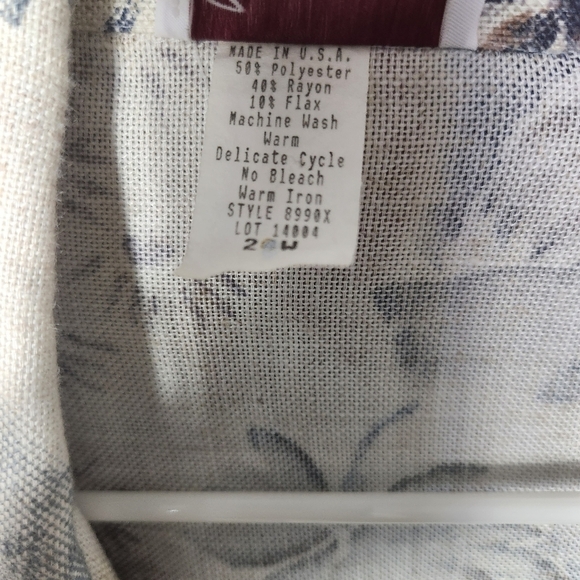 MADE IN U.S.A.
50% Polyester
40% Rayon
10% Flax
Machine Wash
Warm
Delicate Cycle
No Bleach
Warm Iron
STYLE 8990X
LOT 14004